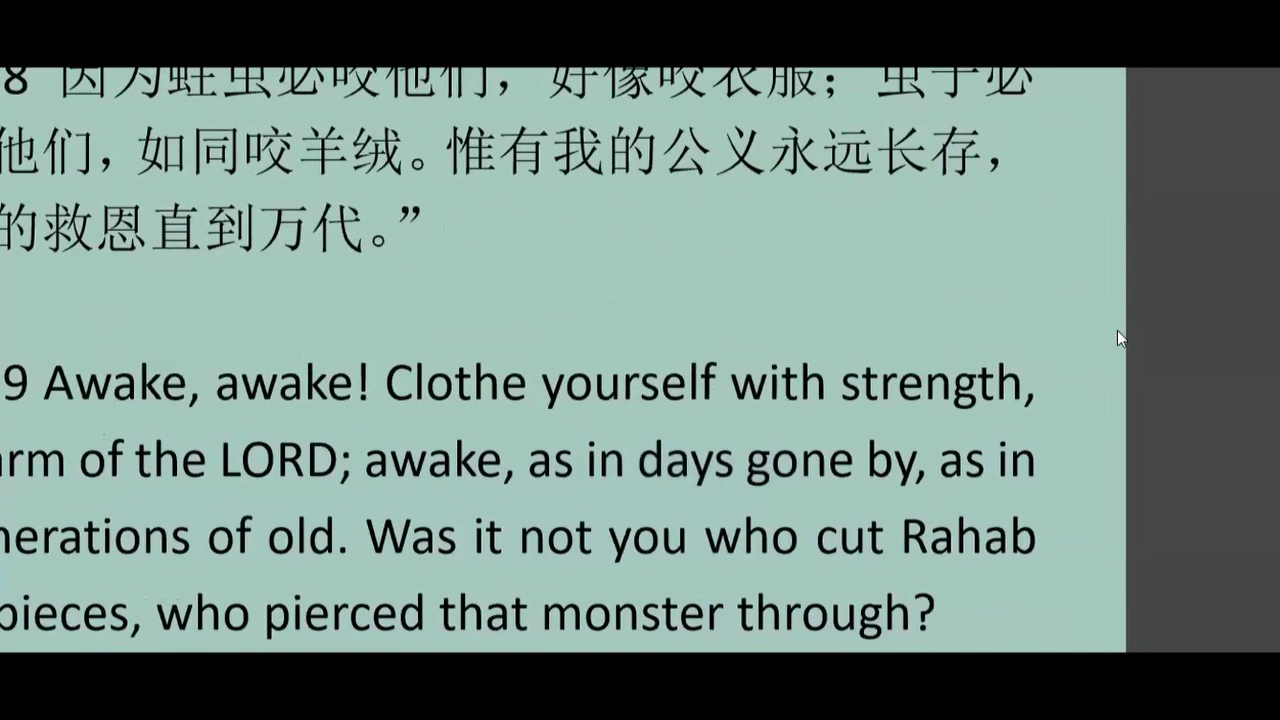 8 因为蛀虫必咬他们，好像咬衣服；虫子必
他们，如同咬羊绒。惟有我的公义永远长存，
的救恩直到万代。”
9 Awake, awake! Clothe yourself with strength,
of the LORD; awake, as in days gone by, as in
of old. Was it not you who cut Rahab
pieces, who pierced that monster through?